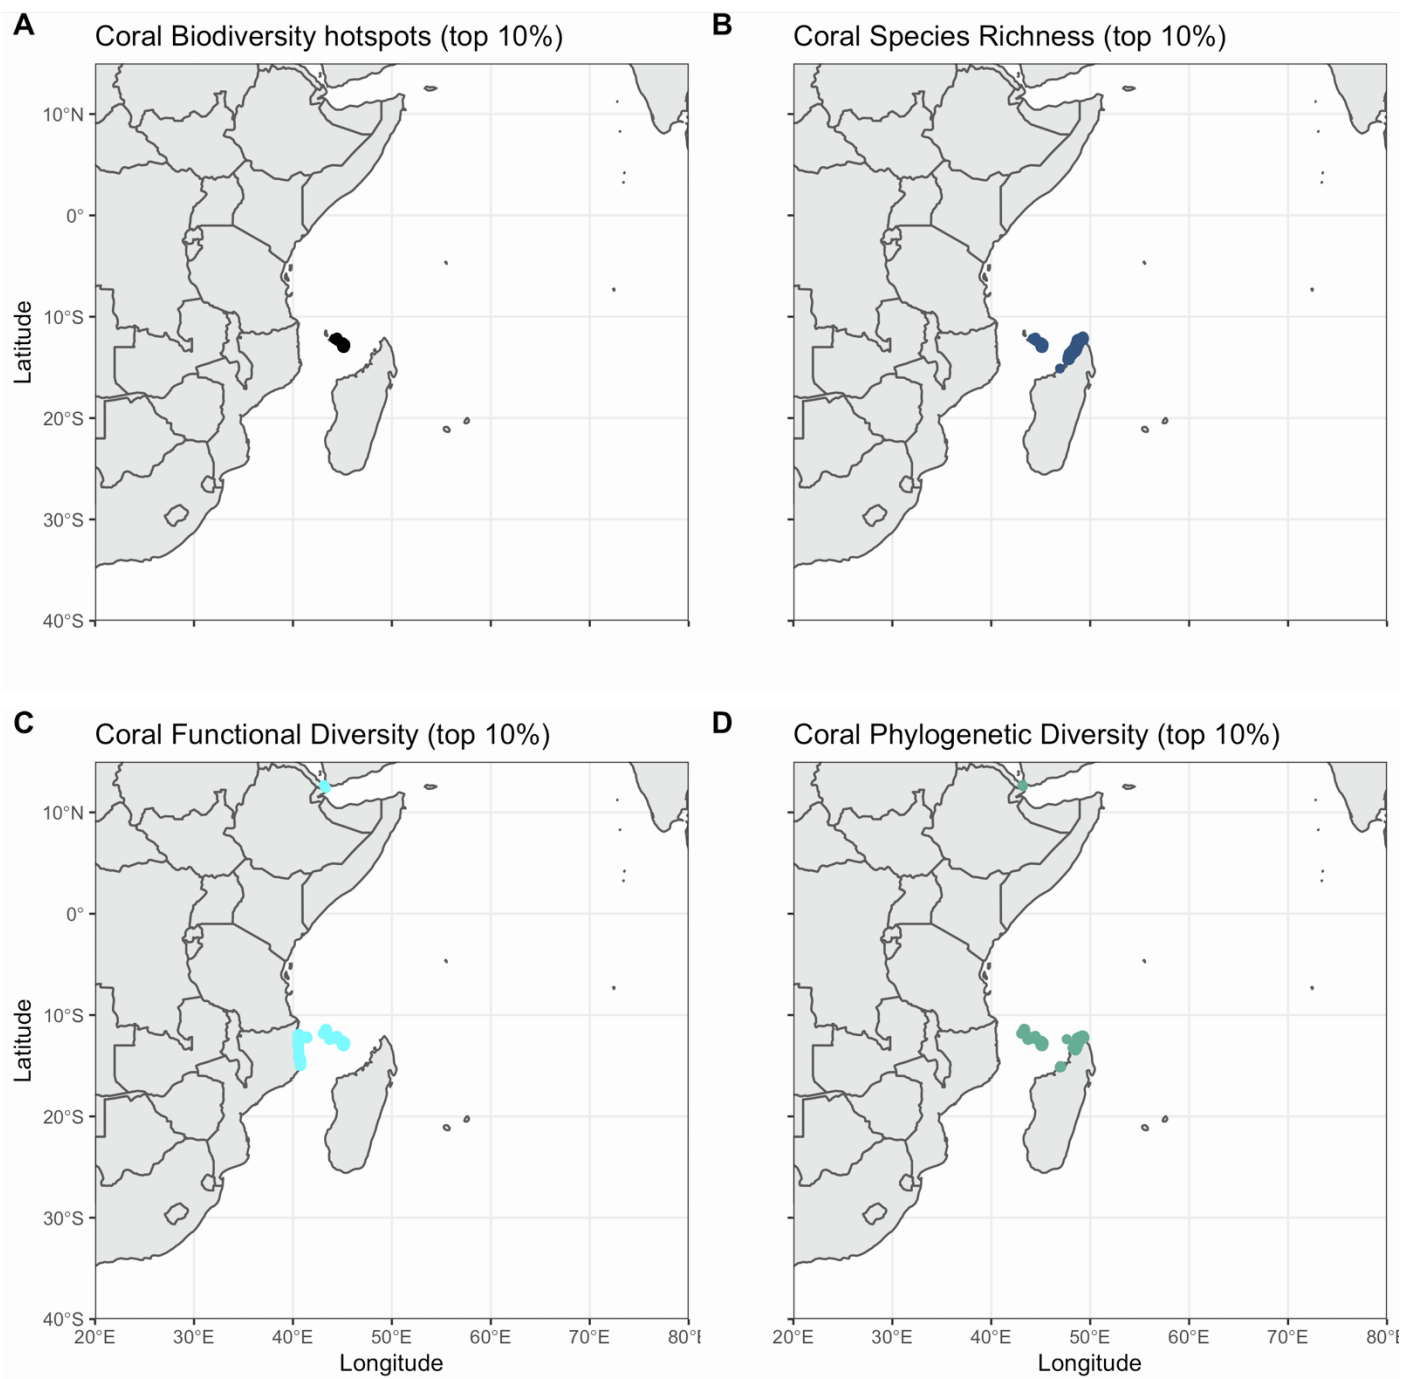 A
Coral Biodiversity hotspots (top 10%)
B
Coral Species Richness (top 10%)
10°N
0°
10°S
20°S
30°S
40°S
Latitude
C
Coral Functional Diversity (top 10%)
D
Coral Phylogenetic Diversity (top 10%)
10°N
0°
10°S
20°S
30°S
40°S
Latitude
20°E 30°E 40°E 50°E 60°E 70°E 80°E
Longitude
20°E 30°E 40°E 50°E 60°E 70°E 80°E
Longitude